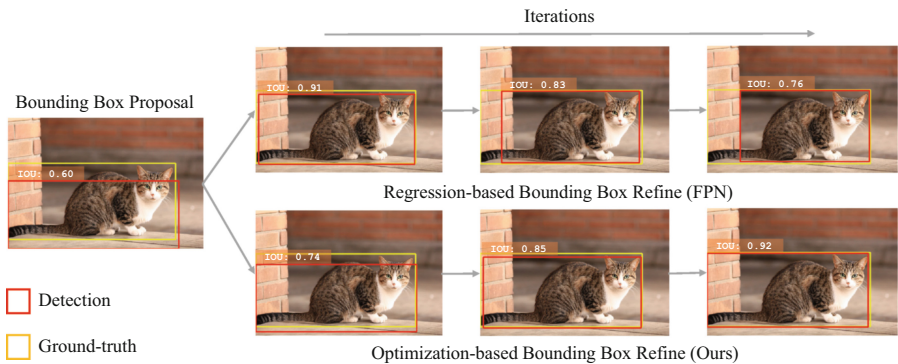 Iterations
Bounding Box Proposal
IOU: 0.60
IOU: 0.91
IOU: 0.83
IOU: 0.76
Regression-based Bounding Box Refine (FPN)
IOU: 0.74
IOU: 0.85
IOU: 0.92
Optimization-based Bounding Box Refine (Ours)
Detection
Ground-truth